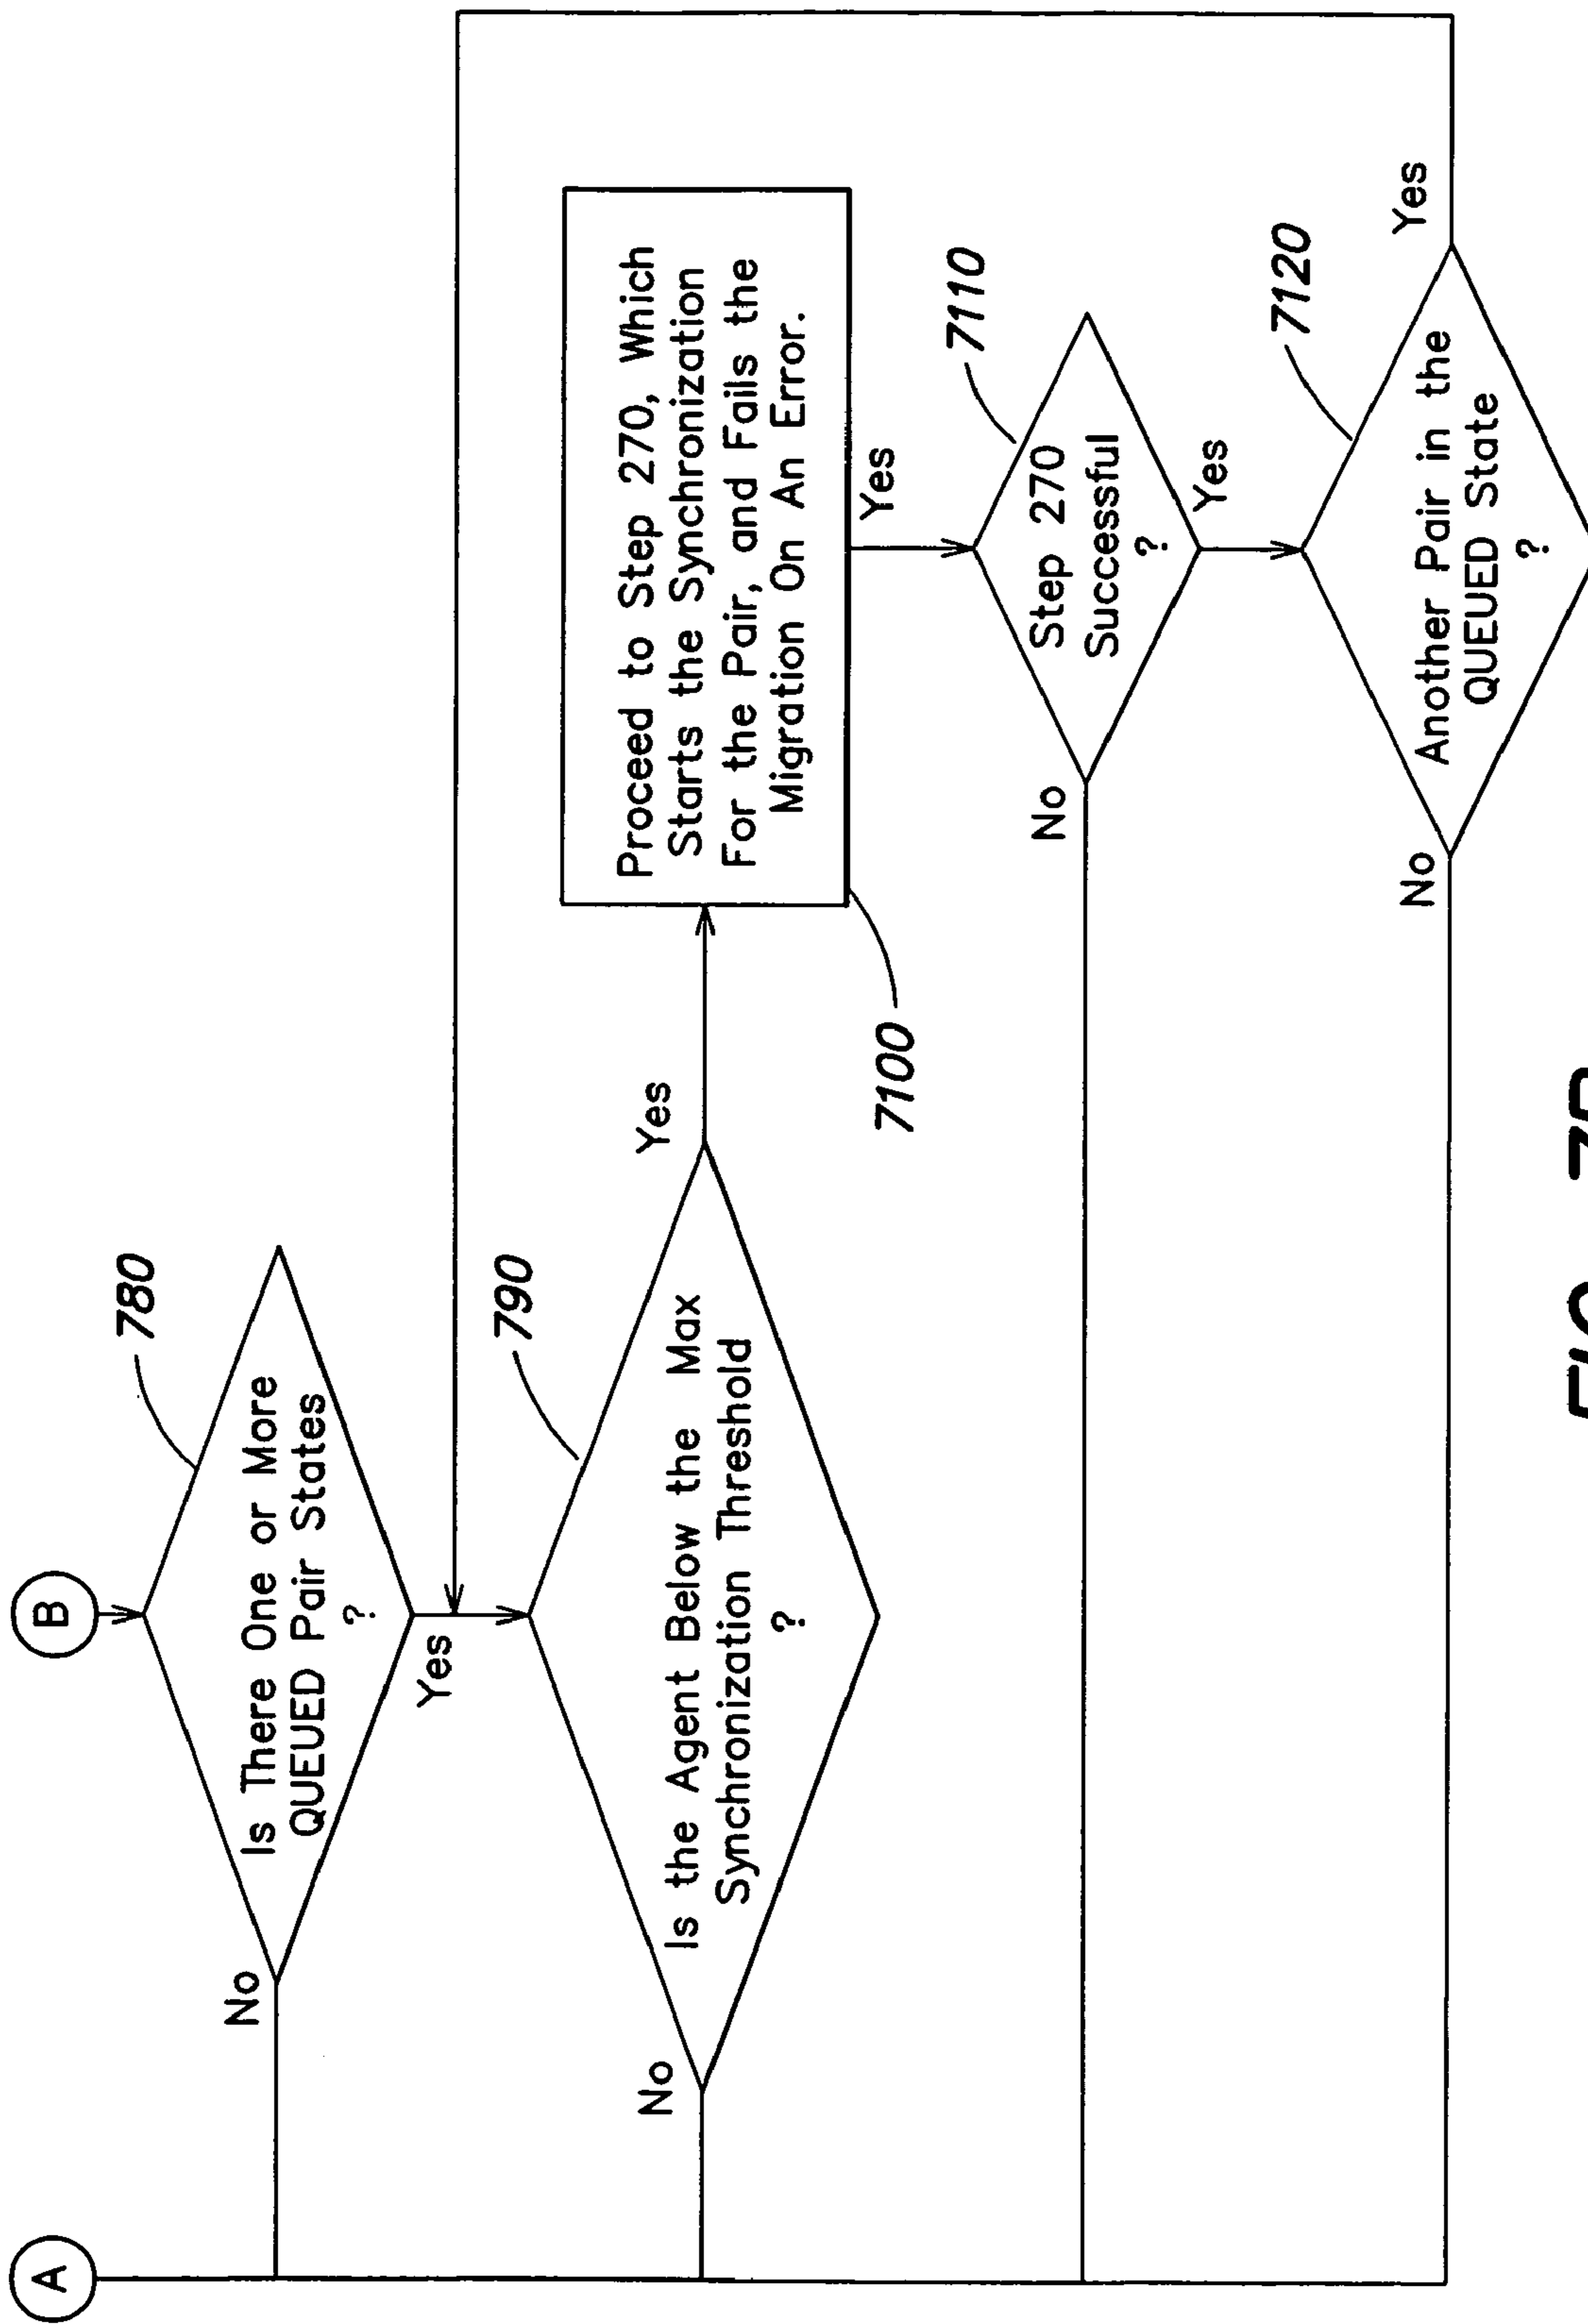 A
B
780
Is There One or More
QUEUED Pair States
?
No
Yes
790
Is the Agent Below the Max
Synchronization Threshold
?
No
Yes
7100
Proceed to Step 270, Which
Starts the Synchronization
For the Pair, and Fails the
Migration On An Error.
Yes
7110
Step 270
Successful
?
No
Yes
7120
Another Pair in the
QUEUED State
?
No
Yes